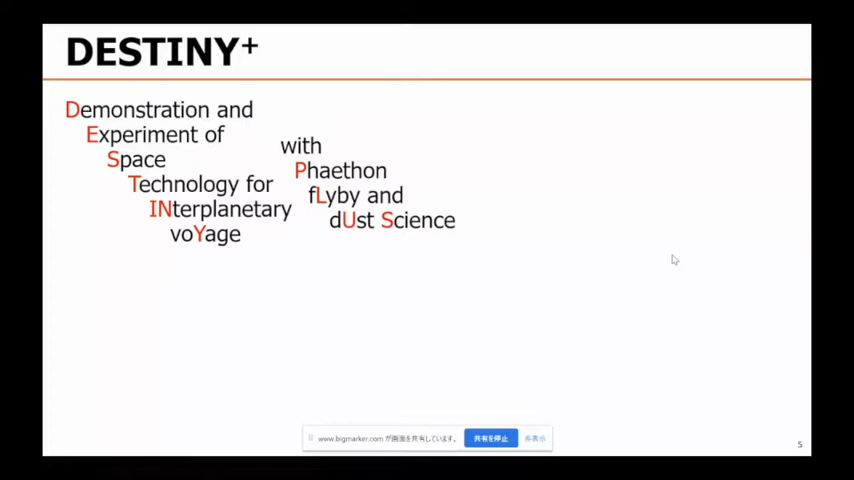 DESTINY⁺
Demonstration and
Experiment of
Space
Technology for
INterplanetary
voYage
with
Phaethon
fLyby and
dUst Science
www.bigmarker.com が画面を共有しています。
共有を停止
非表示
5